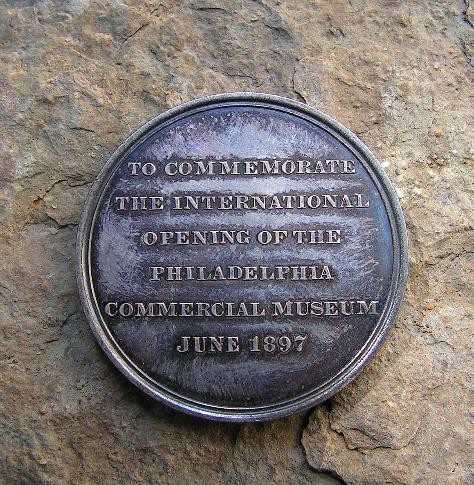 TO COMMEMORATE
THE INTERNATIONAL
OPENING OF THE
PHILADELPHIA
COMMERCIAL MUSEUM
JUNE 1897